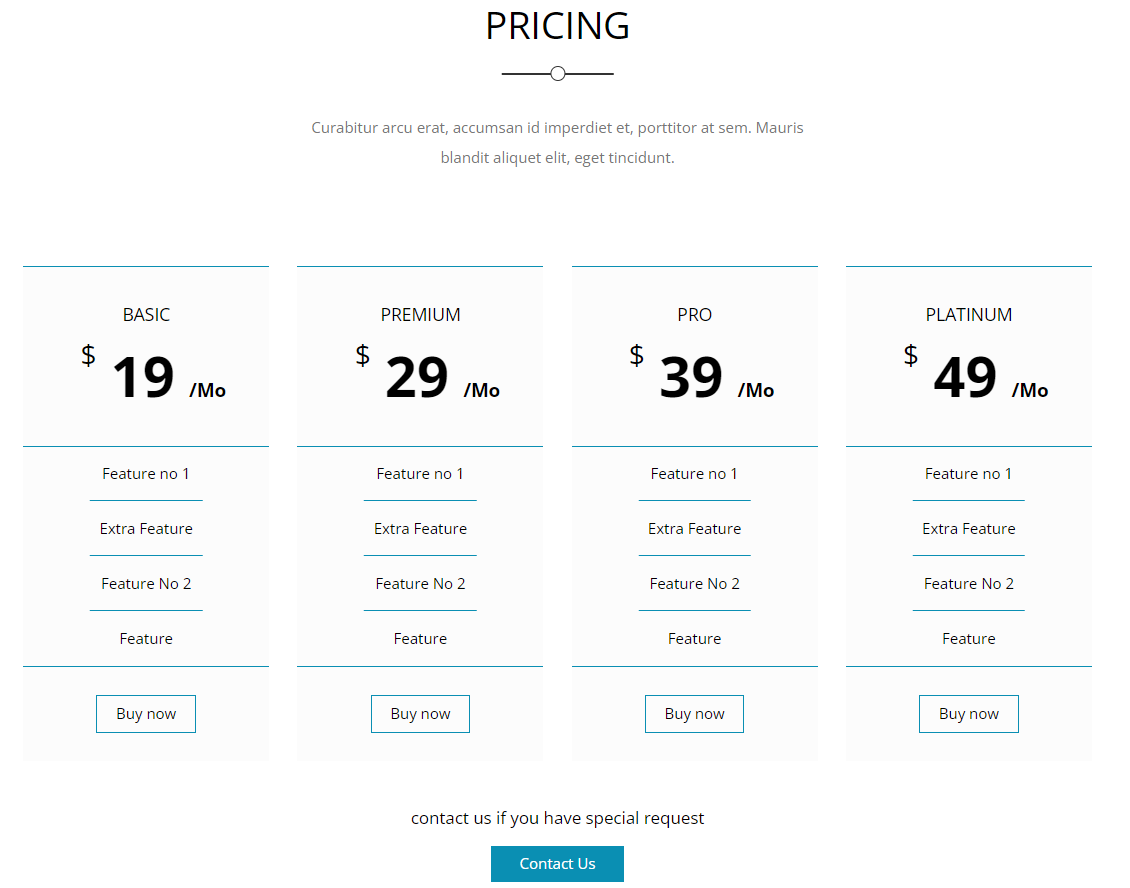 PRICING
Curabitur arcu erat, accumsan id imperdiet et, porttitor at sem. Mauris
blandit aliquet elit, eget tincidunt.
BASIC
$ 19 /Mo
Feature no 1
Extra Feature
Feature No 2
Feature
Buy now
PREMIUM
$ 29 /Mo
Feature no 1
Extra Feature
Feature No 2
Feature
Buy now
PRO
$ 39 /Mo
Feature no 1
Extra Feature
Feature No 2
Feature
Buy now
PLATINUM
$ 49 /Mo
Feature no 1
Extra Feature
Feature No 2
Feature
Buy now
contact us if you have special request
Contact Us